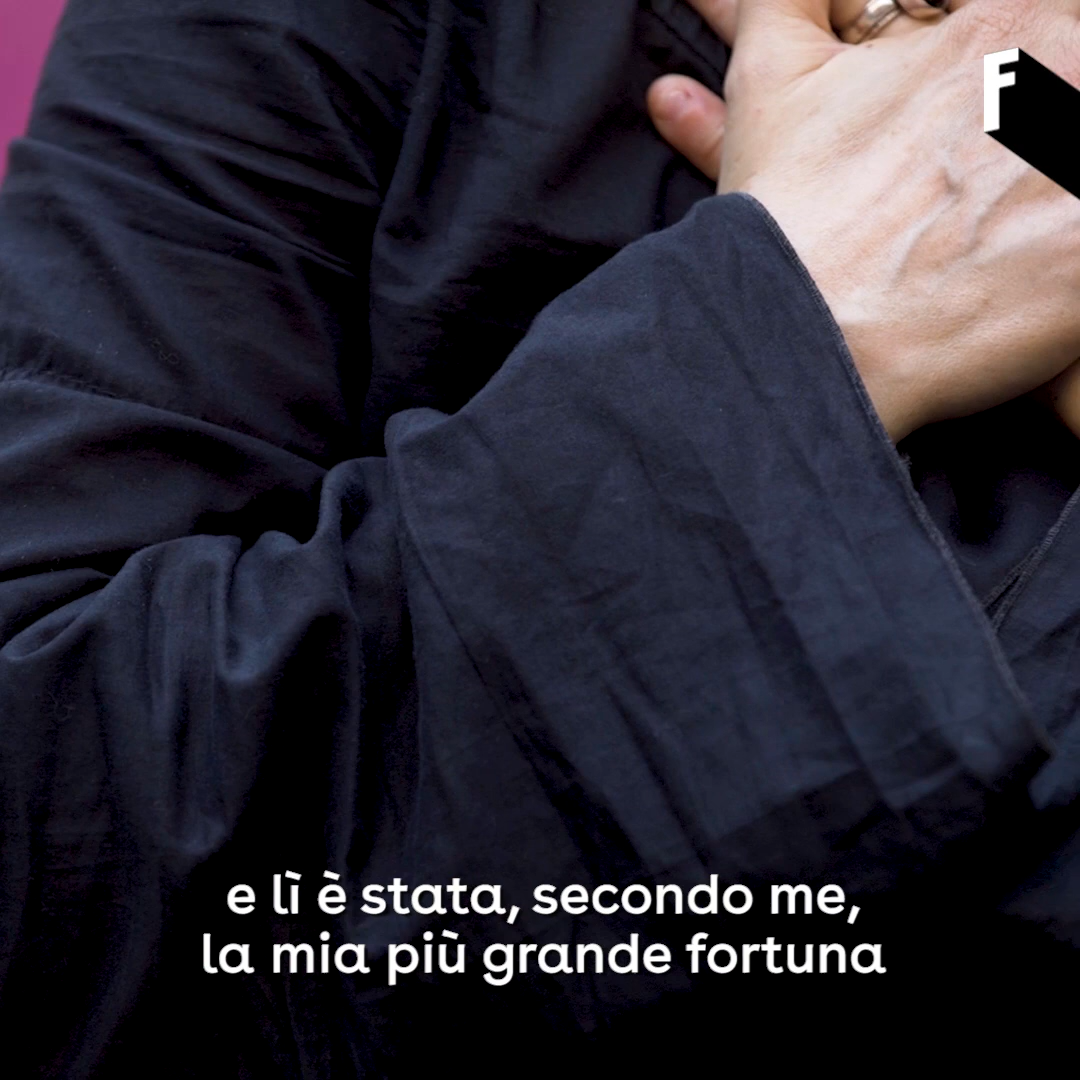 F
e lì è stata, secondo me,
la mia più grande fortuna